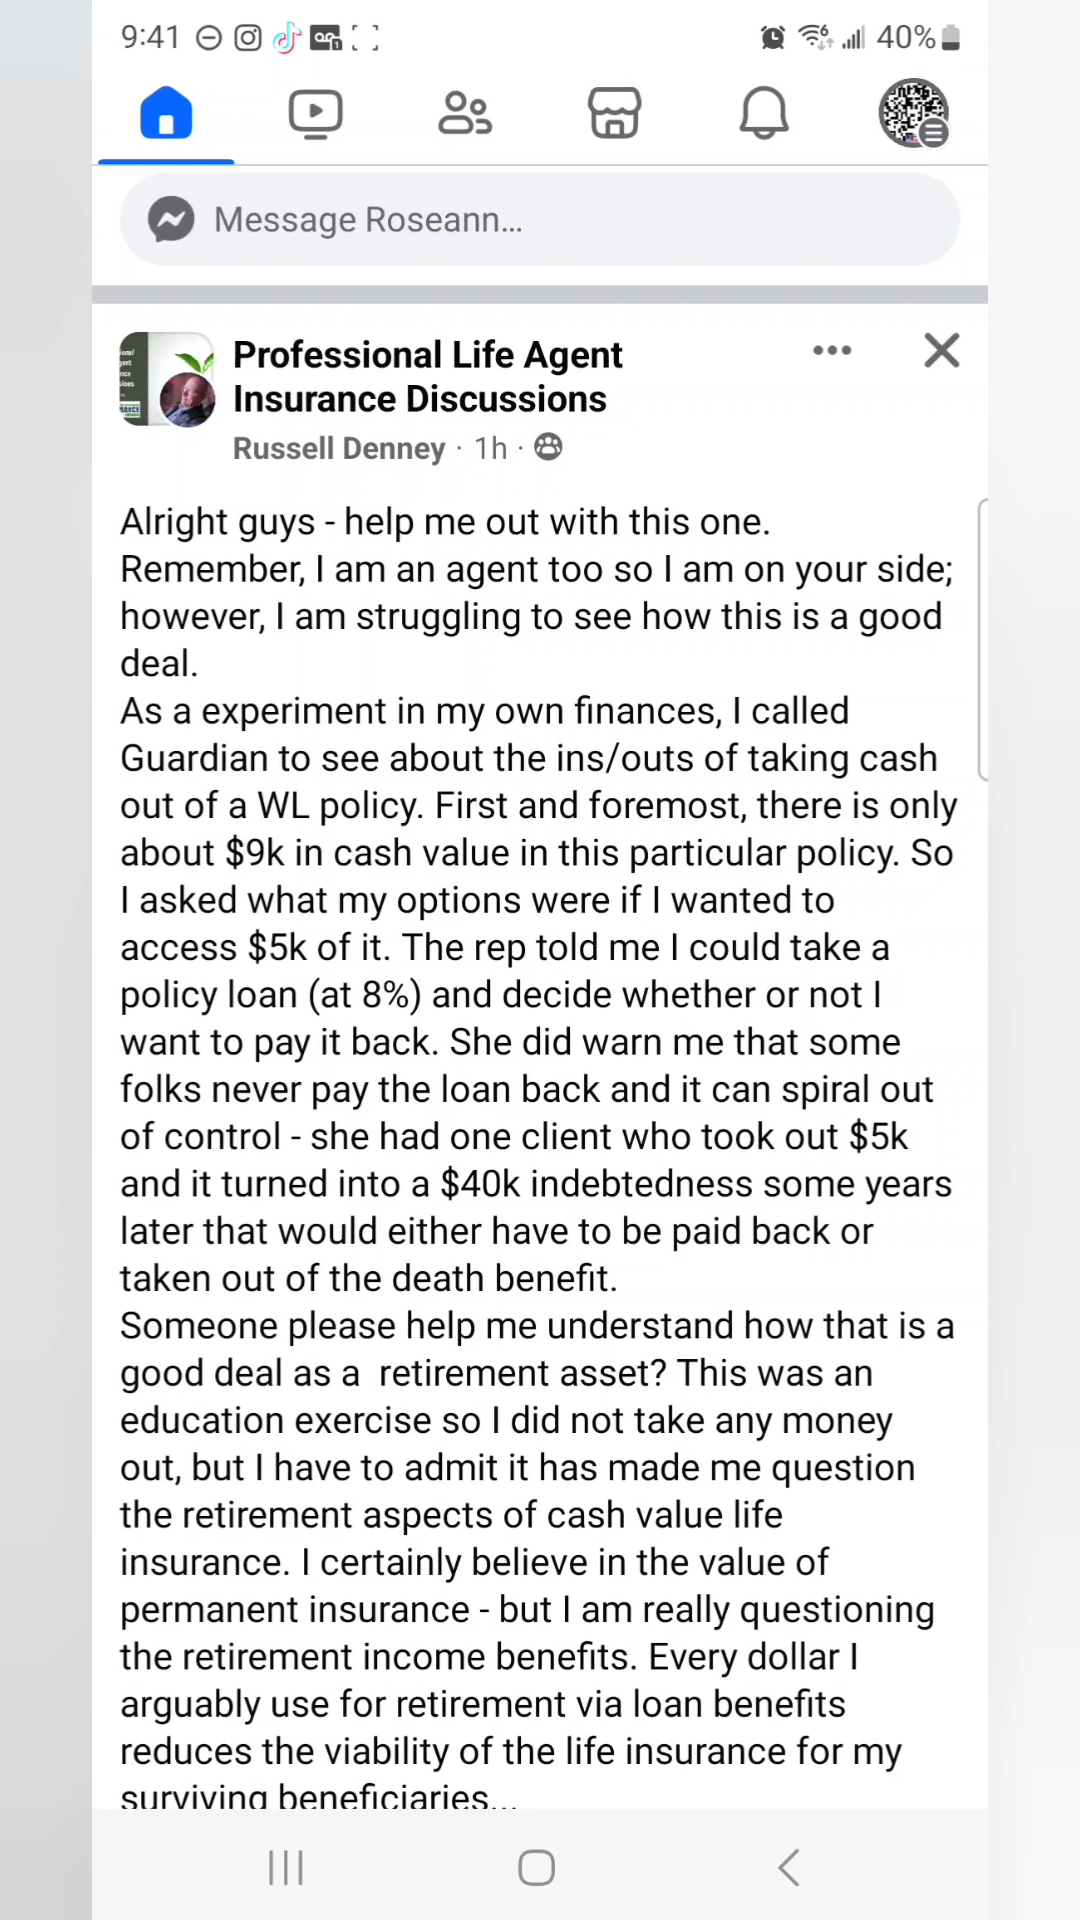 9:41
40%
Message Roseann...
Professional Life Agent
Insurance Discussions
Russell Denney · 1h ·
Alright guys - help me out with this one.
Remember, I am an agent too so I am on your side;
however, I am struggling to see how this is a good
deal.
As a experiment in my own finances, I called
Guardian to see about the ins/outs of taking cash
out of a WL policy. First and foremost, there is only
about $9k in cash value in this particular policy. So
I asked what my options were if I wanted to
access $5k of it. The rep told me I could take a
policy loan (at 8%) and decide whether or not I
want to pay it back. She did warn me that some
folks never pay the loan back and it can spiral out
of control - she had one client who took out $5k
and it turned into a $40k indebtedness some years
later that would either have to be paid back or
taken out of the death benefit.
Someone please help me understand how that is a
good deal as a  retirement asset? This was an
education exercise so I did not take any money
out, but I have to admit it has made me question
the retirement aspects of cash value life
insurance. I certainly believe in the value of
permanent insurance - but I am really questioning
the retirement income benefits. Every dollar I
arguably use for retirement via loan benefits
reduces the viability of the life insurance for my
surviving beneficiaries...